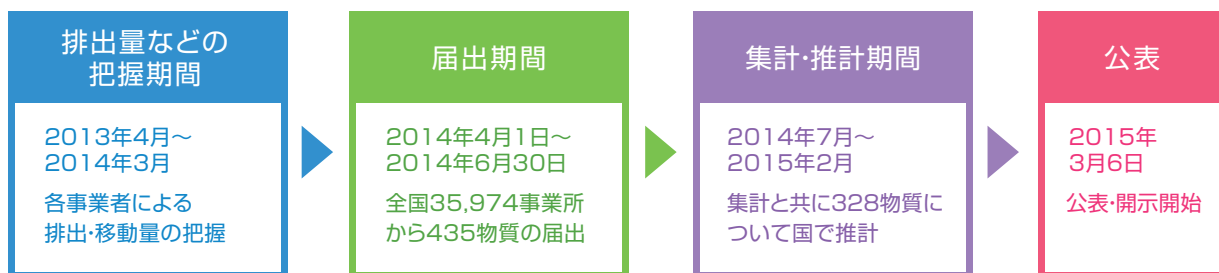 排出量などの
把握期間
2013年4月〜
2014年3月
各事業者による
排出・移動量の把握
届出期間
2014年4月1日〜
2014年6月30日
全国35,974事業所
から435物質の届出
集計・推計期間
2014年7月〜
2015年2月
集計と共に328物質に
ついて国で推計
公表
2015年
3月6日
公表・開示開始